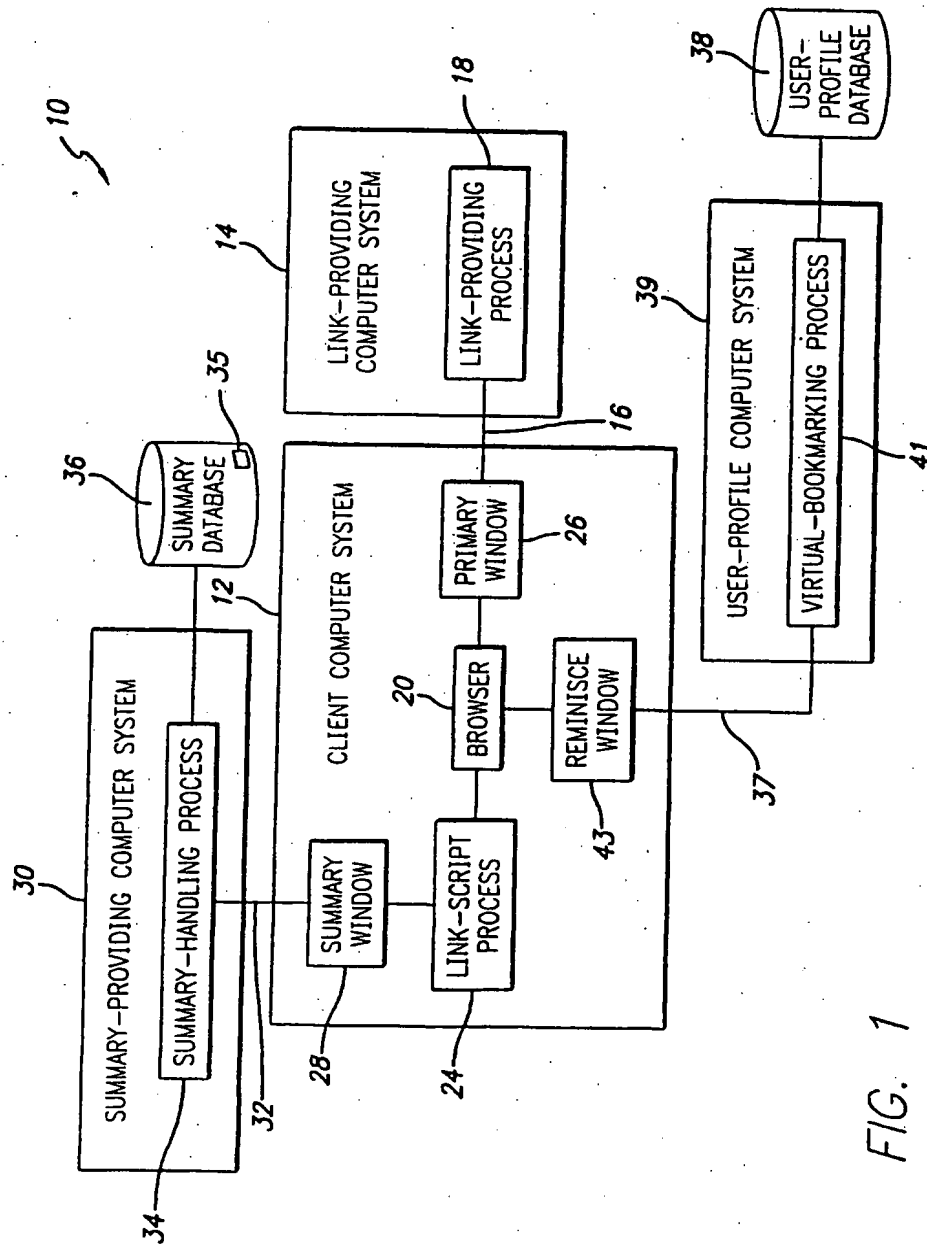 10
30
SUMMARY-PROVIDING COMPUTER SYSTEM
SUMMARY-HANDLING PROCESS
34
36
SUMMARY
DATABASE
35
32
12
CLIENT COMPUTER SYSTEM
SUMMARY
WINDOW
28
LINK-SCRIPT
PROCESS
24
20
BROWSER
PRIMARY
WINDOW
26
REMINISCE
WINDOW
43
16
14
LINK-PROVIDING
COMPUTER SYSTEM
LINK-PROVIDING
PROCESS
18
37
39
USER-PROFILE COMPUTER SYSTEM
VIRTUAL-BOOKMARKING PROCESS
41
38
USER-
PROFILE
DATABASE
FIG. 1